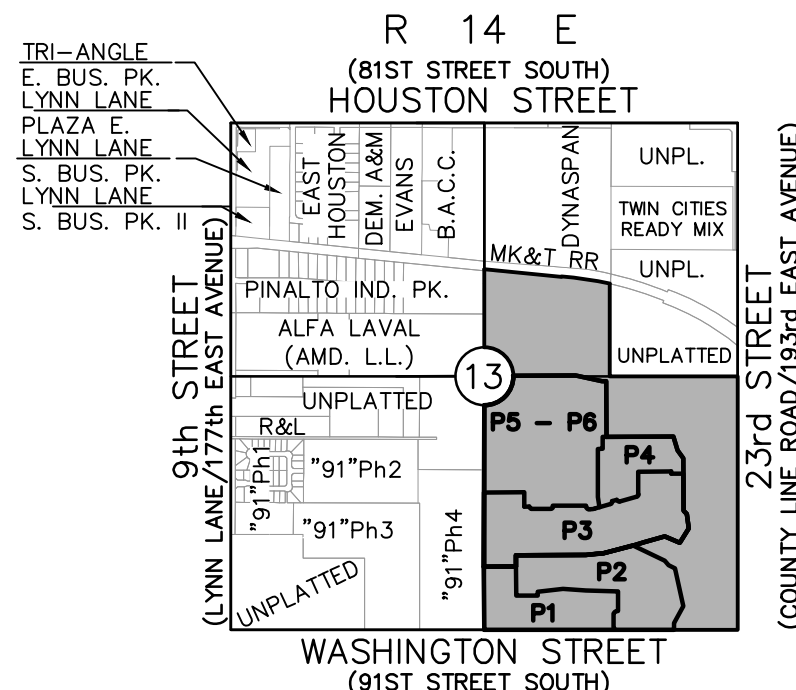 R 14 E
(81ST STREET SOUTH)
HOUSTON STREET
TRI-ANGLE
E. BUS. PK.
LYNN LANE
PLAZA E.
LYNN LANE
S. BUS. PK.
LYNN LANE
S. BUS. PK. II
EAST
HOUSTON
DEM. A&M
EVANS
B.A.C.C.
DYNASPAN
UNPL.
TWIN CITIES
READY MIX
UNPL.
MK&T RR
PINALTO IND. PK.
ALFA LAVAL
(AMD. L.L.)
UNPLATTED
13
9th STREET
(LYNN LANE/177th EAST AVENUE)
23rd STREET
(COUNTY LINE ROAD/193rd EAST AVENUE)
UNPLATTED
R&L
"91"Ph1
"91"Ph2
"91"Ph3
"91"Ph4
UNPLATTED
P5 - P6
P4
P3
P2
P1
WASHINGTON STREET
(91ST STREET SOUTH)